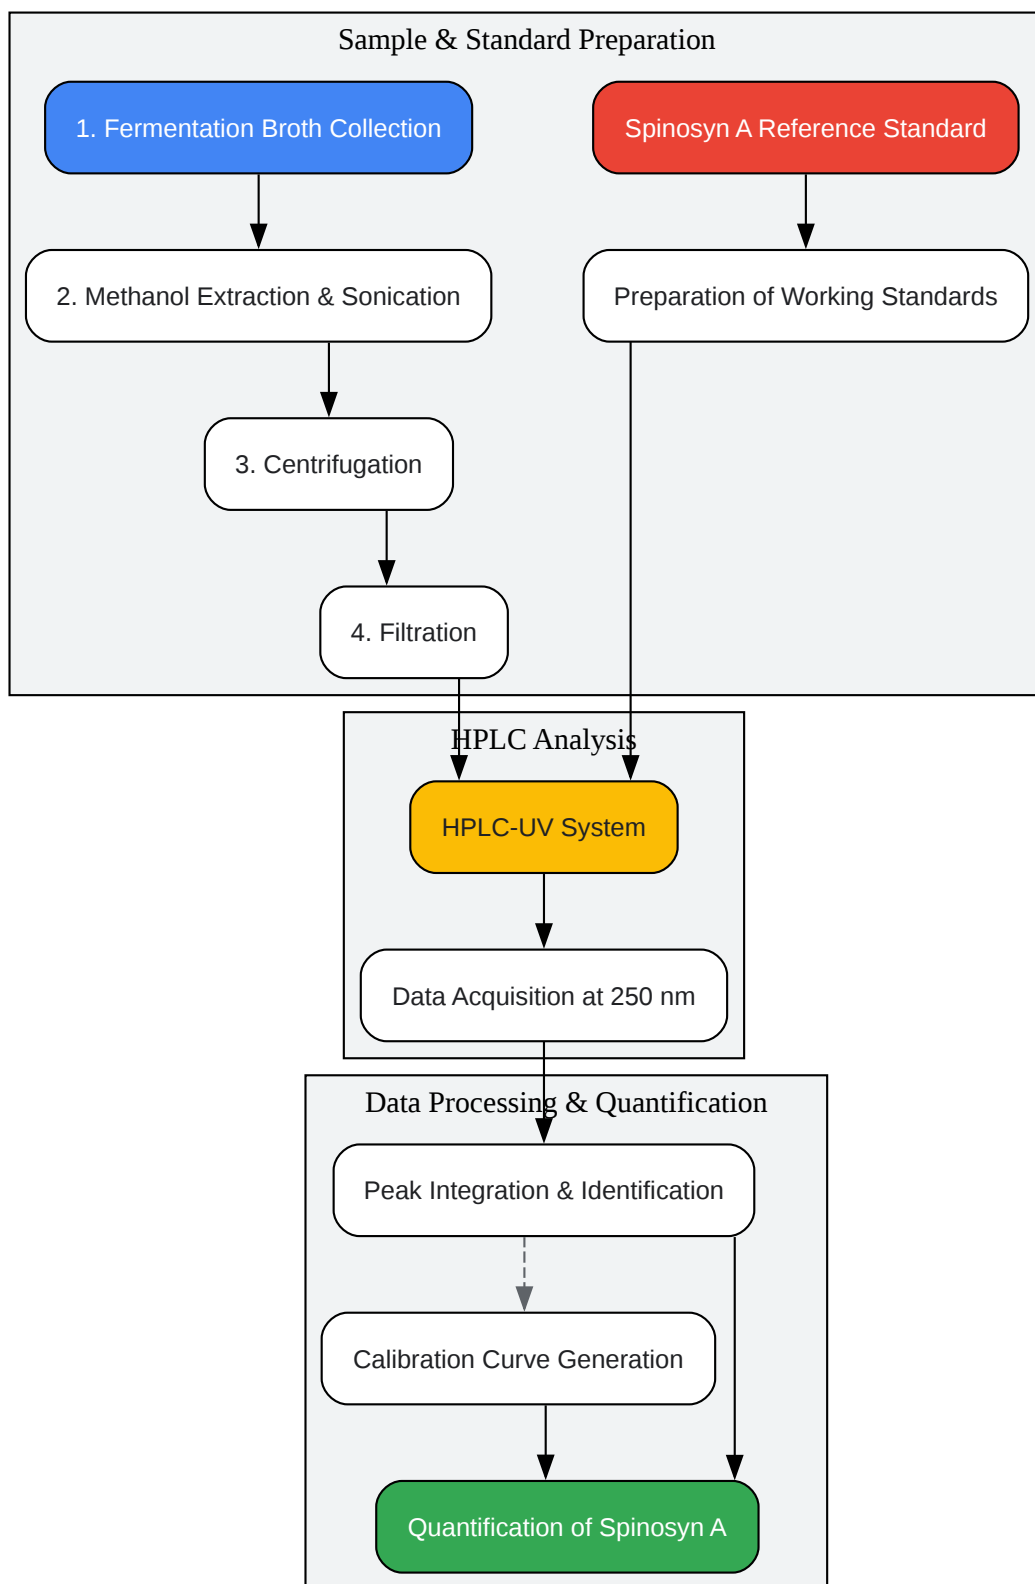 Sample & Standard Preparation
1. Fermentation Broth Collection
Spinosyn A Reference Standard
2. Methanol Extraction & Sonication
Preparation of Working Standards
3. Centrifugation
4. Filtration
HPLC Analysis
HPLC-UV System
Data Acquisition at 250 nm
Data Processing & Quantification
Peak Integration & Identification
Calibration Curve Generation
Quantification of Spinosyn A